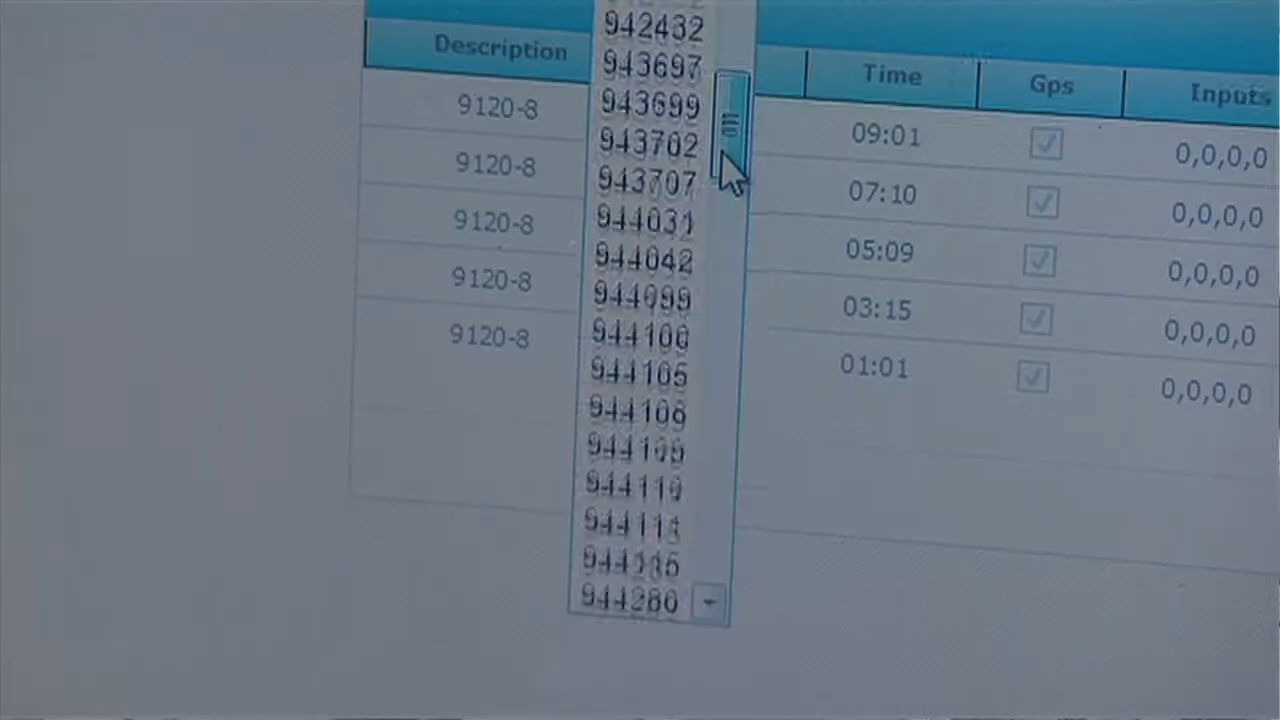 Description Time Gps Inputs
9120-8 09:01 0,0,0,0
9120-8 07:10 0,0,0,0
9120-8 05:09 0,0,0,0
9120-8 03:15 0,0,0,0
9120-8 01:01 0,0,0,0
942432
943697
943699
943702
943707
944031
944042
944099
944100
944105
944109
944110
944280